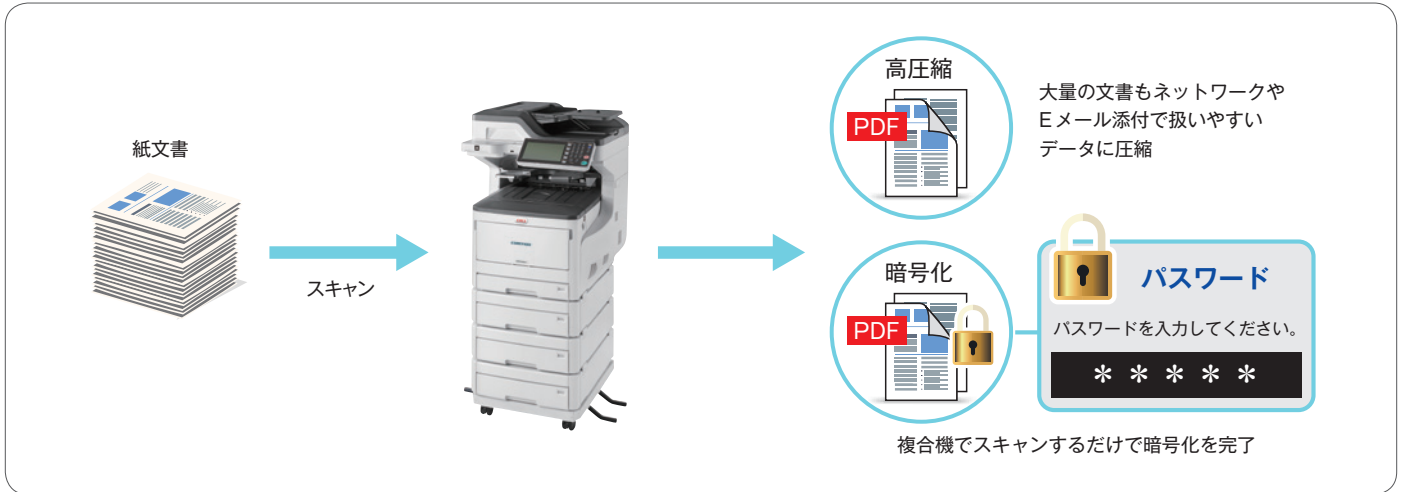 紙文書
スキャン
高圧縮
PDF
大量の文書もネットワークや
Eメール添付で扱いやすい
データに圧縮
暗号化
PDF
パスワード
パスワードを入力してください。
＊＊＊＊＊
複合機でスキャンするだけで暗号化を完了